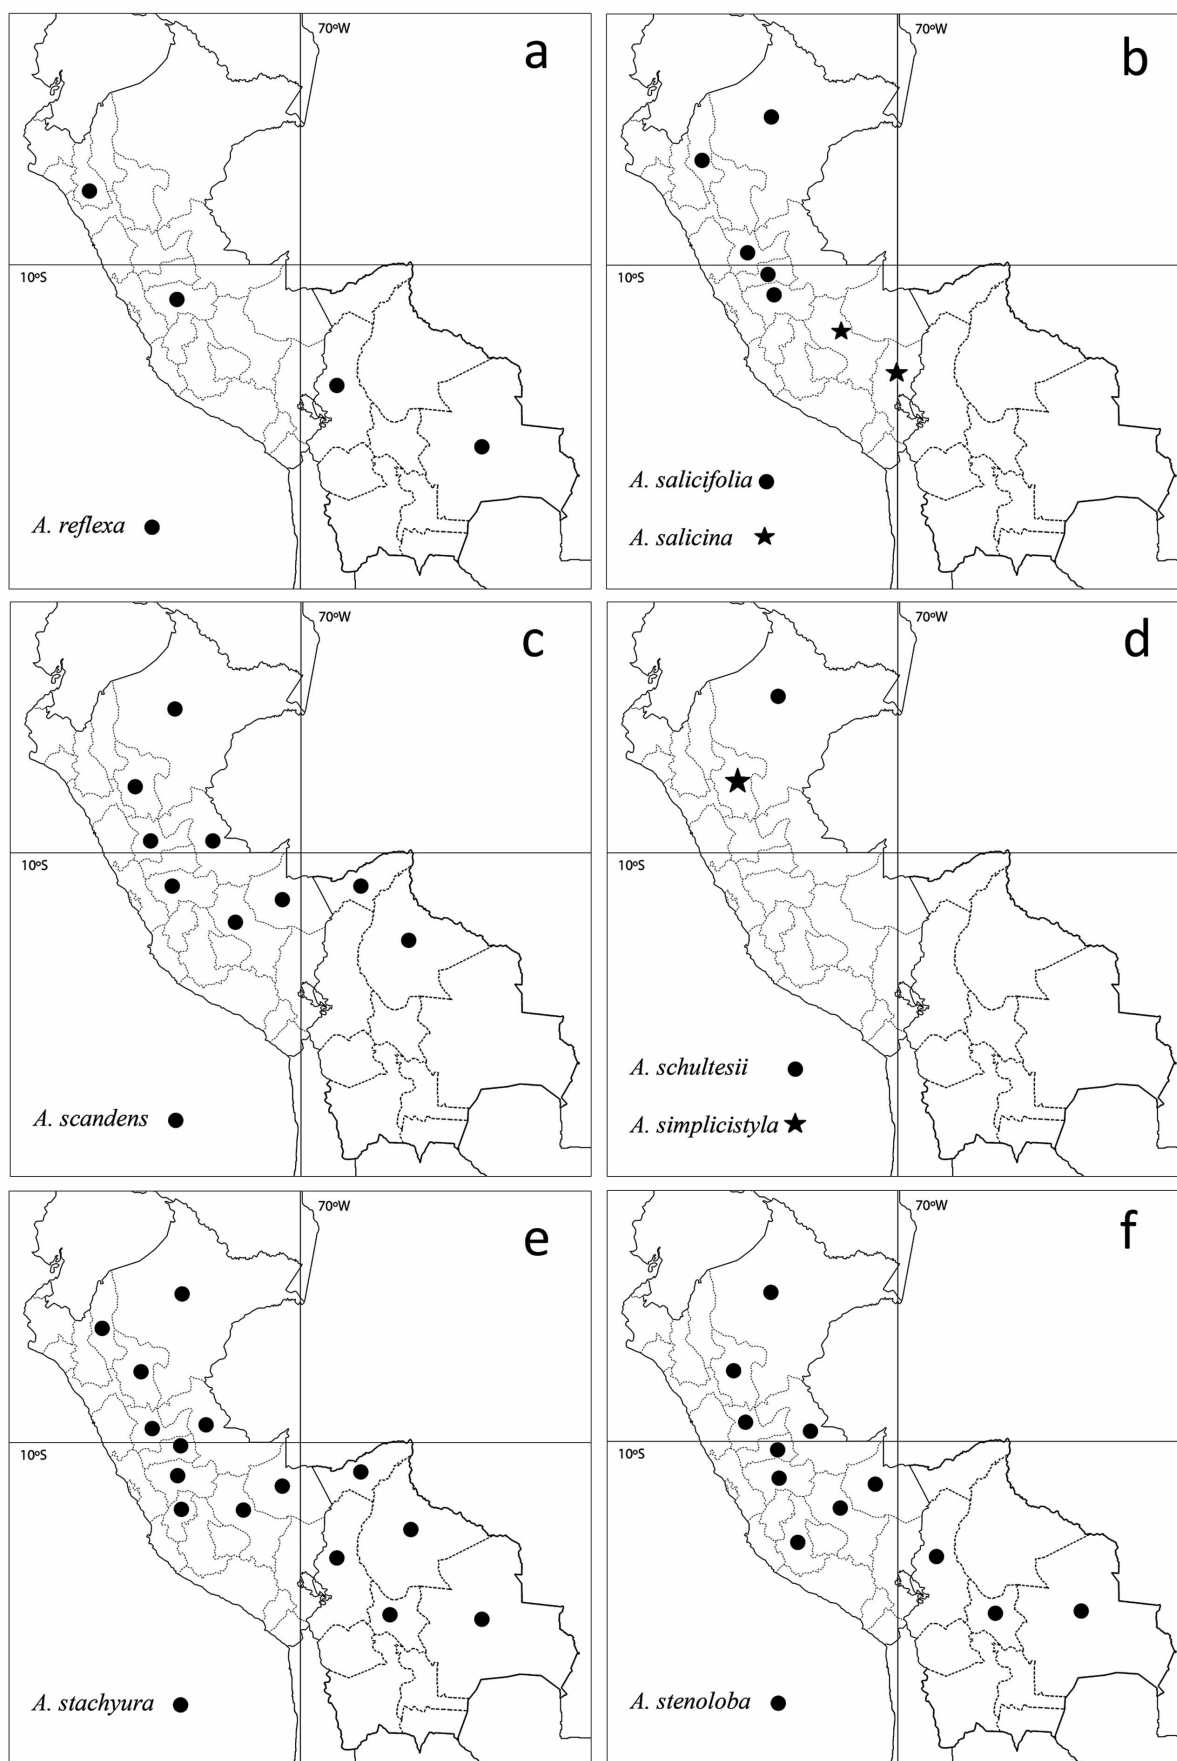 70ºW
a
10ºS
A. reflexa
70ºW
b
10ºS
A. salicifolia
A. salicina
70ºW
c
10ºS
A. scandens
70ºW
d
10ºS
A. schultesii
A. simplicistyla
70ºW
e
10ºS
A. stachyura
70ºW
f
10ºS
A. stenoloba